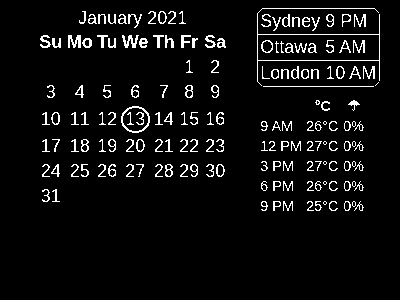 January 2021
Su Mo Tu We Th Fr Sa
1 2
3 4 5 6 7 8 9
10 11 12 13 14 15 16
17 18 19 20 21 22 23
24 25 26 27 28 29 30
31
Sydney 9 PM
Ottawa 5 AM
London 10 AM
°C ☂
9 AM 26°C 0%
12 PM 27°C 0%
3 PM 27°C 0%
6 PM 26°C 0%
9 PM 25°C 0%